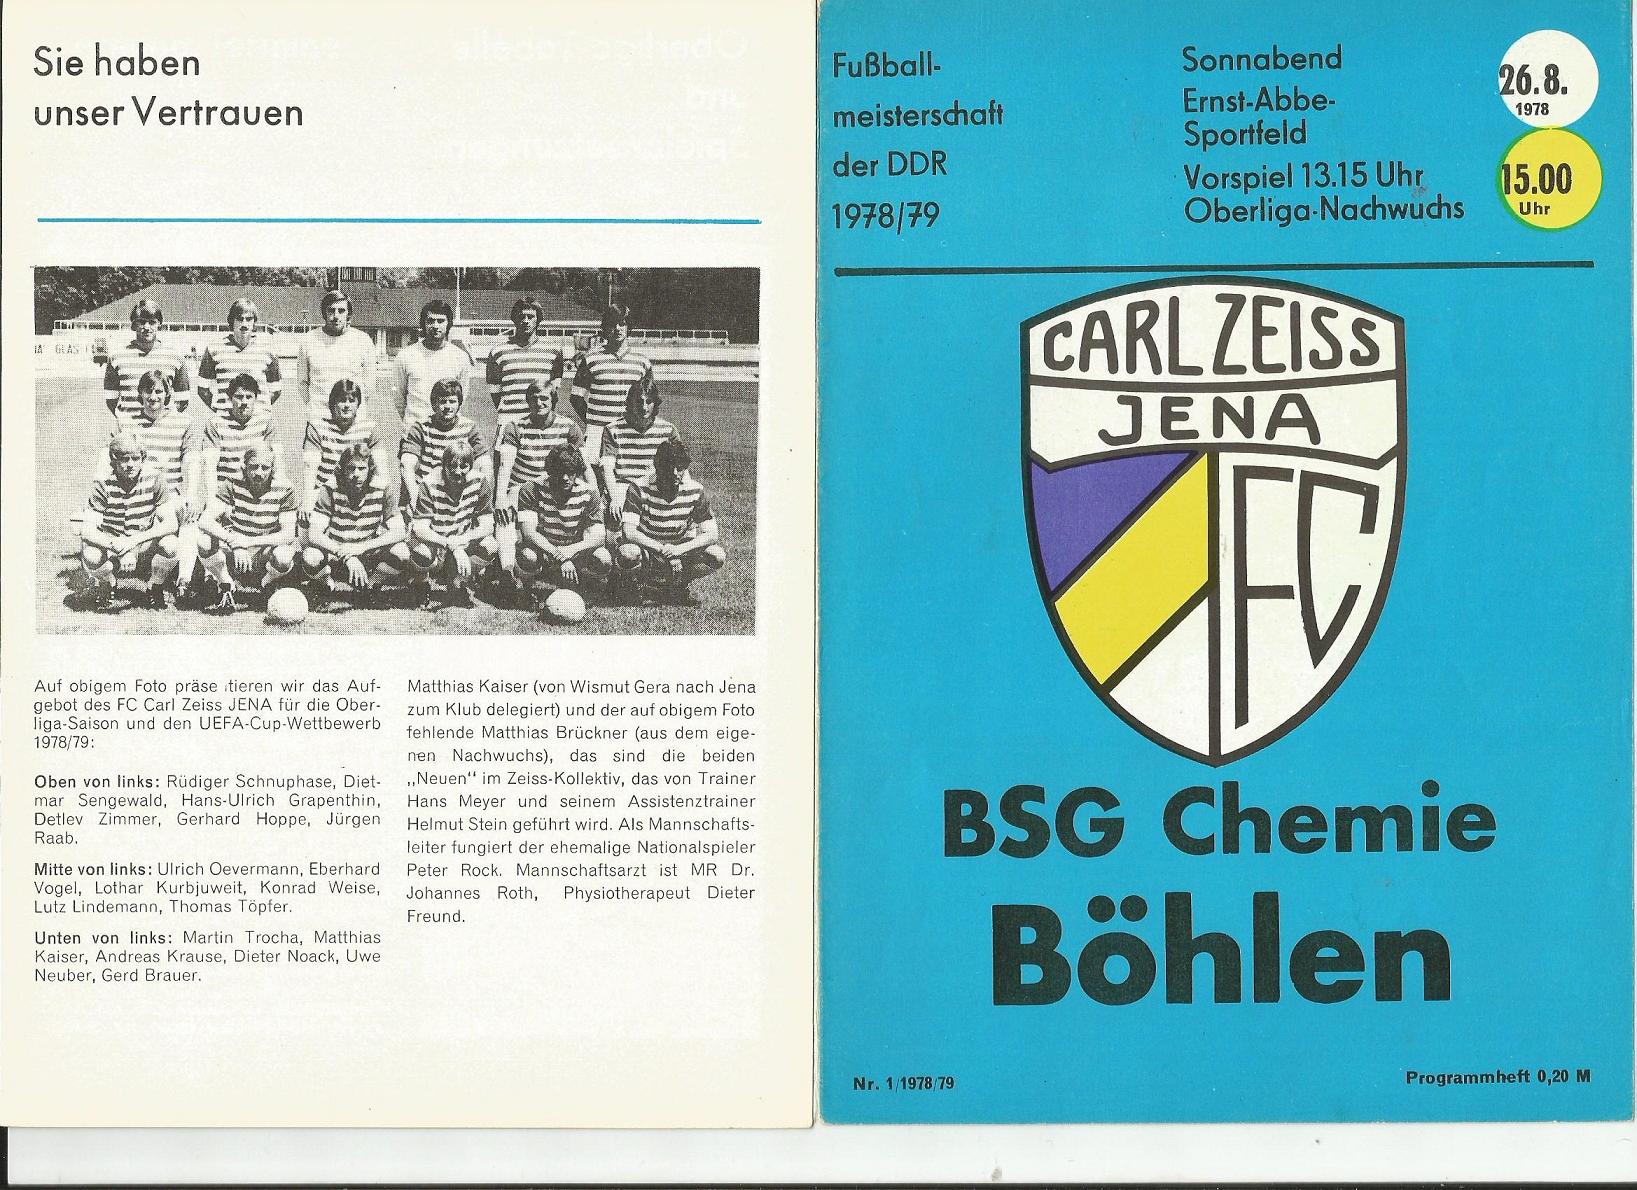 Sie haben
unser Vertrauen
GLAS
Auf obigem Foto präse tieren wir das Auf-
gebot des FC Carl Zeiss JENA für die Ober-
liga-Saison und den UEFA-Cup-Wettbewerb
1978/79:
Oben von links: Rüdiger Schnuphase, Diet-
mar Sengewald, Hans-Ulrich Grapenthin,
Detlev Zimmer, Gerhard Hoppe, Jürgen
Raab.
Mitte von links: Ulrich Oevermann, Eberhard
Vogel, Lothar Kurbjuweit, Konrad Weise,
Lutz Lindemann, Thomas Töpfer.
Unten von links: Martin Trocha, Matthias
Kaiser, Andreas Krause, Dieter Noack, Uwe
Neuber, Gerd Brauer.
Matthias Kaiser (von Wismut Gera nach Jena
zum Klub delegiert) und der auf obigem Foto
fehlende Matthias Brückner (aus dem eige-
nen Nachwuchs), das sind die beiden
„Neuen" im Zeiss-Kollektiv, das von Trainer
Hans Meyer und seinem Assistenztrainer
Helmut Stein geführt wird. Als Mannschafts-
leiter fungiert der ehemalige Nationalspieler
Peter Rock. Mannschaftsarzt ist MR Dr.
Johannes Roth, Physiotherapeut Dieter
Freund.
Fußball-
meisterschaft
der DDR
1978/79
Sonnabend
Ernst-Abbe-
Sportfeld
Vorspiel 13.15 Uhr
Oberliga-Nachwuchs
26.8.
1978
15.00
Uhr
CARL ZEISS
JENA
FC
BSG Chemie
Böhlen
Nr. 1/1978/79
Programmheft 0,20 M